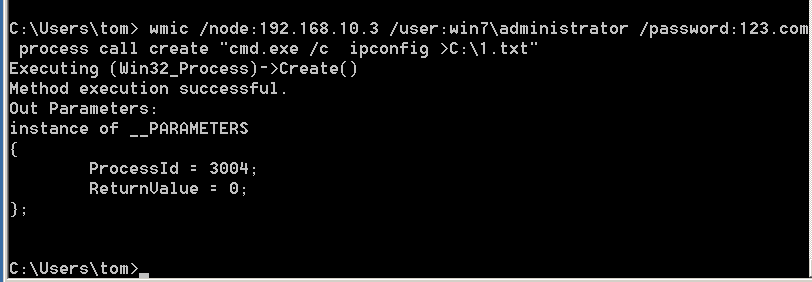 C:\Users\tom> wmic /node:192.168.10.3 /user:win7\administrator /password:123.com
 process call create "cmd.exe /c  ipconfig >C:\1.txt"
Executing (Win32_Process)->Create()
Method execution successful.
Out Parameters:
instance of __PARAMETERS
{
        ProcessId = 3004;
        ReturnValue = 0;
};
C:\Users\tom>